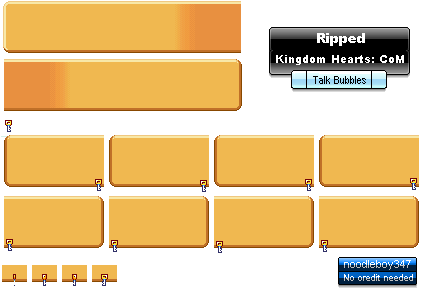 Ripped
Kingdom Hearts: CoM
Talk Bubbles
noodleboy347
No credit needed